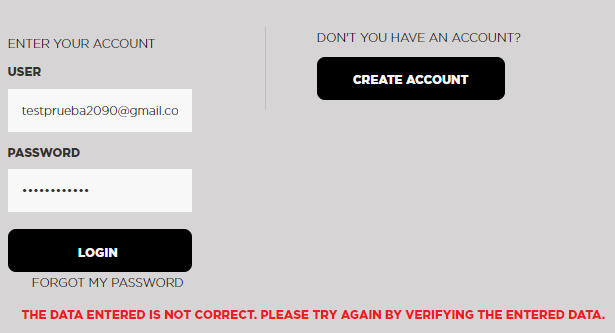 ENTER YOUR ACCOUNT
USER
testprueba2090@gmail.co
PASSWORD
••••••••••••
LOGIN
FORGOT MY PASSWORD
DON'T YOU HAVE AN ACCOUNT?
CREATE ACCOUNT
THE DATA ENTERED IS NOT CORRECT. PLEASE TRY AGAIN BY VERIFYING THE ENTERED DATA.